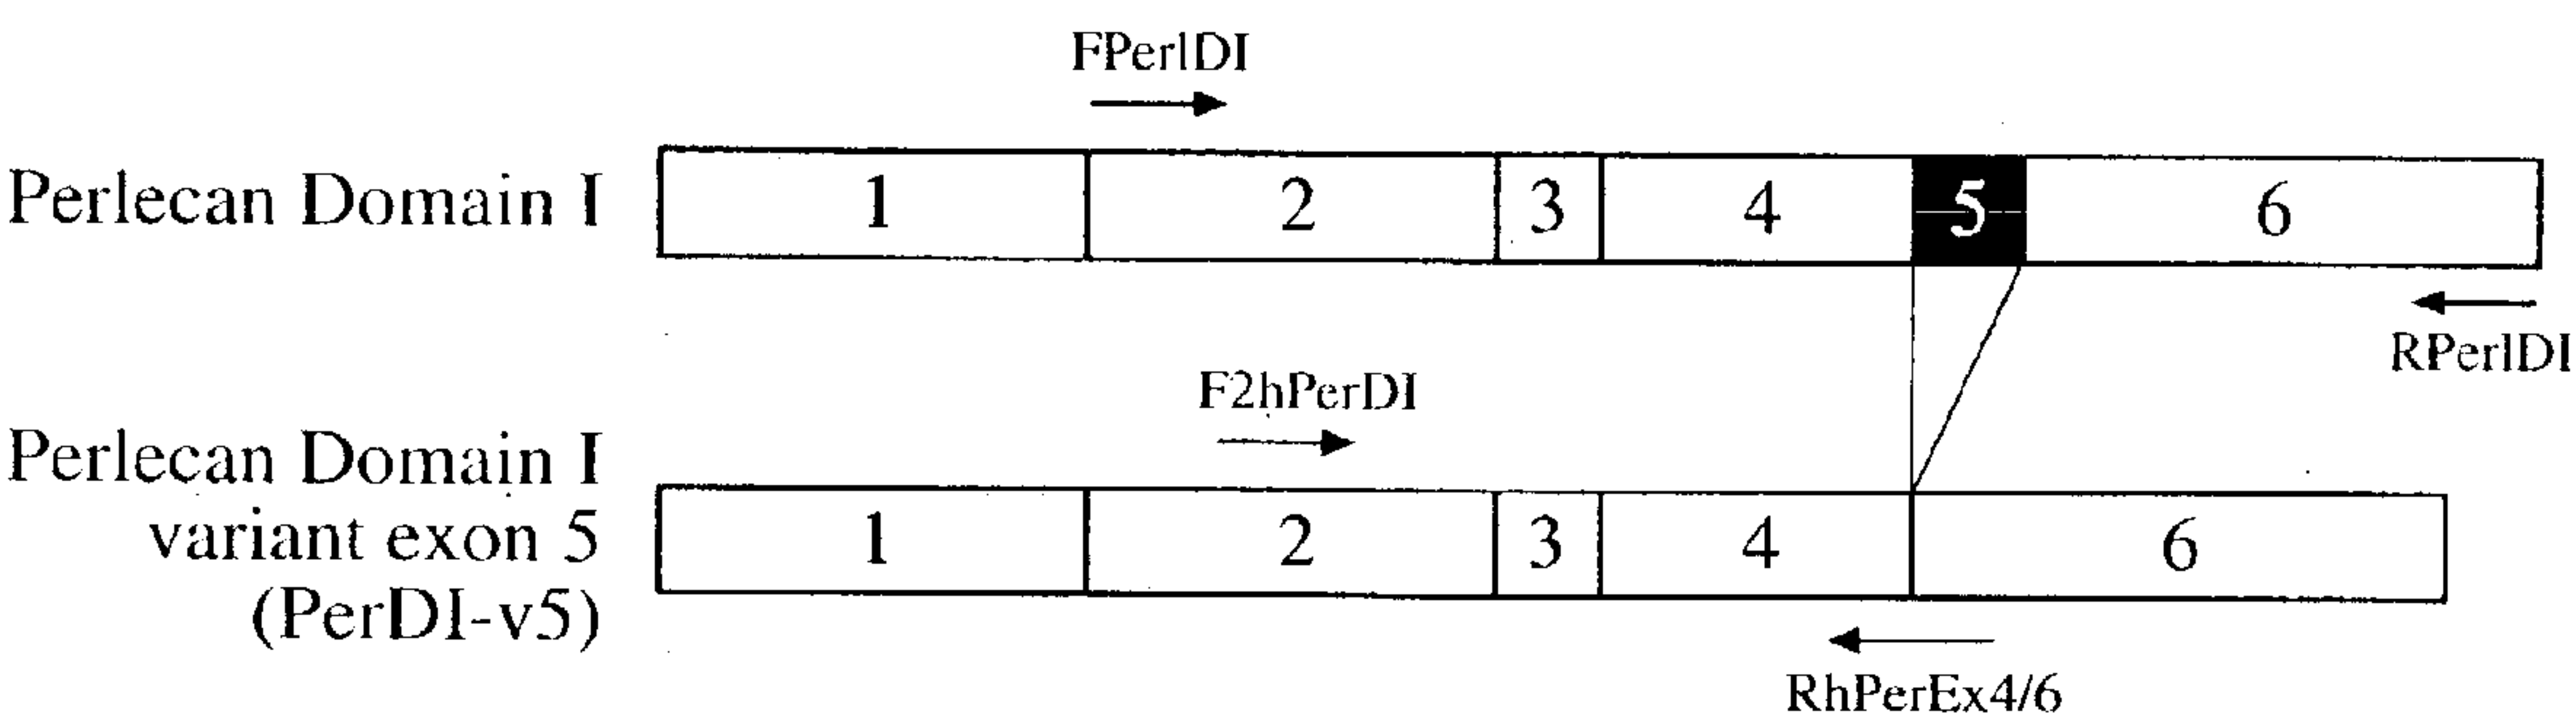 FPerlDI
Perlecan Domain I
1 2 3 4 5 6
RPerlDI
F2hPerDI
Perlecan Domain I
variant exon 5
(PerDI-v5)
1 2 3 4 6
RhPerEx4/6